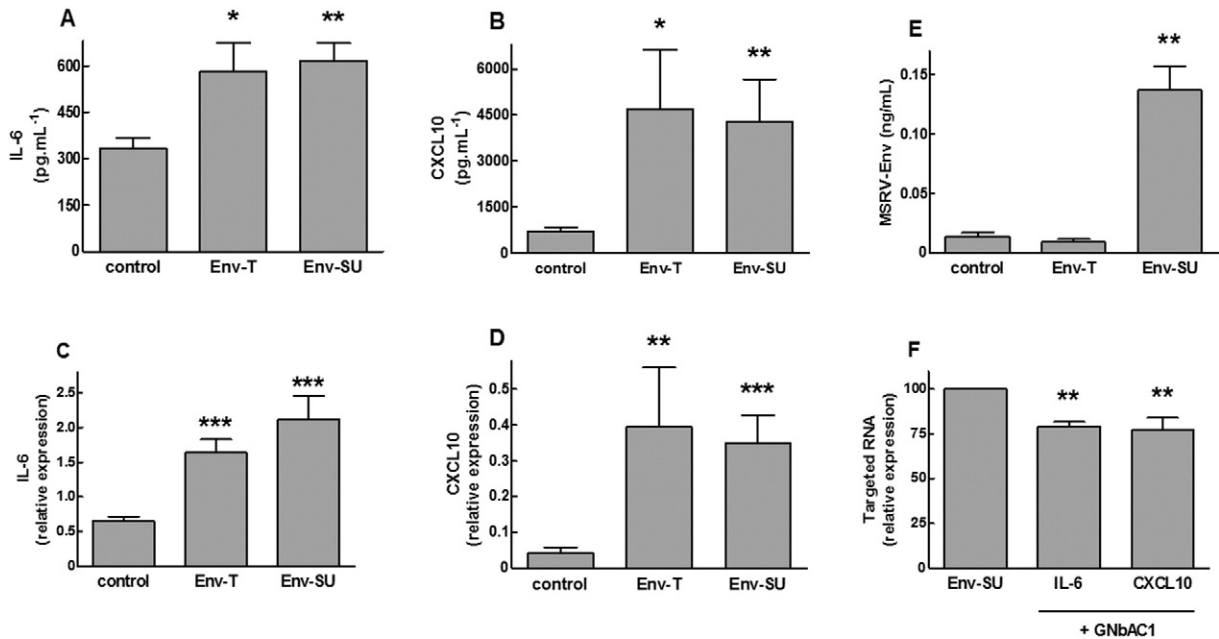 A
IL-6
(pg.mL⁻¹)
600
450
300
150
0
*
**
control Env-T Env-SU
B
CXCL10
(pg.mL⁻¹)
6000
4500
3000
1500
0
*
**
control Env-T Env-SU
E
MSRV-Env (ng/mL)
0.15
0.10
0.05
0
**
control Env-T Env-SU
C
IL-6
(relative expression)
2.5
2.0
1.5
1.0
0.5
0
***
***
control Env-T Env-SU
D
CXCL10
(relative expression)
0.5
0.4
0.3
0.2
0.1
0
**
***
control Env-T Env-SU
F
Targeted RNA
(relative expression)
100
75
50
25
0
**
**
Env-SU IL-6 CXCL10
+ GNbAC1